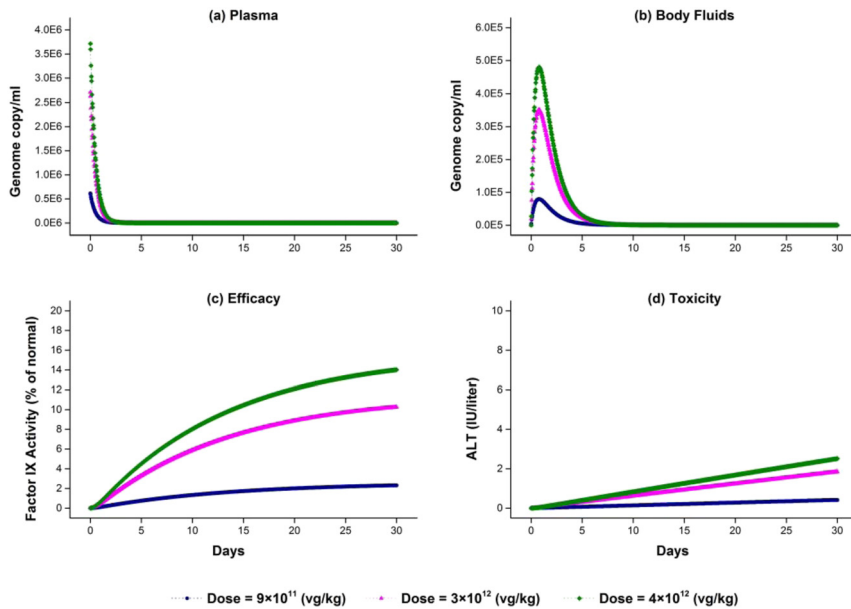 (a) Plasma
Genome copy/ml
4.0E6
3.5E6
3.0E6
2.5E6
2.0E6
1.5E6
1.0E6
0.5E6
0.0E6
0 5 10 15 20 25 30
(b) Body Fluids
Genome copy/ml
6.0E5
5.0E5
4.0E5
3.0E5
2.0E5
1.0E5
0.0E5
0 5 10 15 20 25 30
(c) Efficacy
Factor IX Activity (% of normal)
20
18
16
14
12
10
8
6
4
2
0
0 5 10 15 20 25 30
Days
(d) Toxicity
ALT (IU/liter)
10
8
6
4
2
0
0 5 10 15 20 25 30
Days
Dose = 9×10¹¹ (vg/kg) Dose = 3×10¹² (vg/kg) Dose = 4×10¹² (vg/kg)